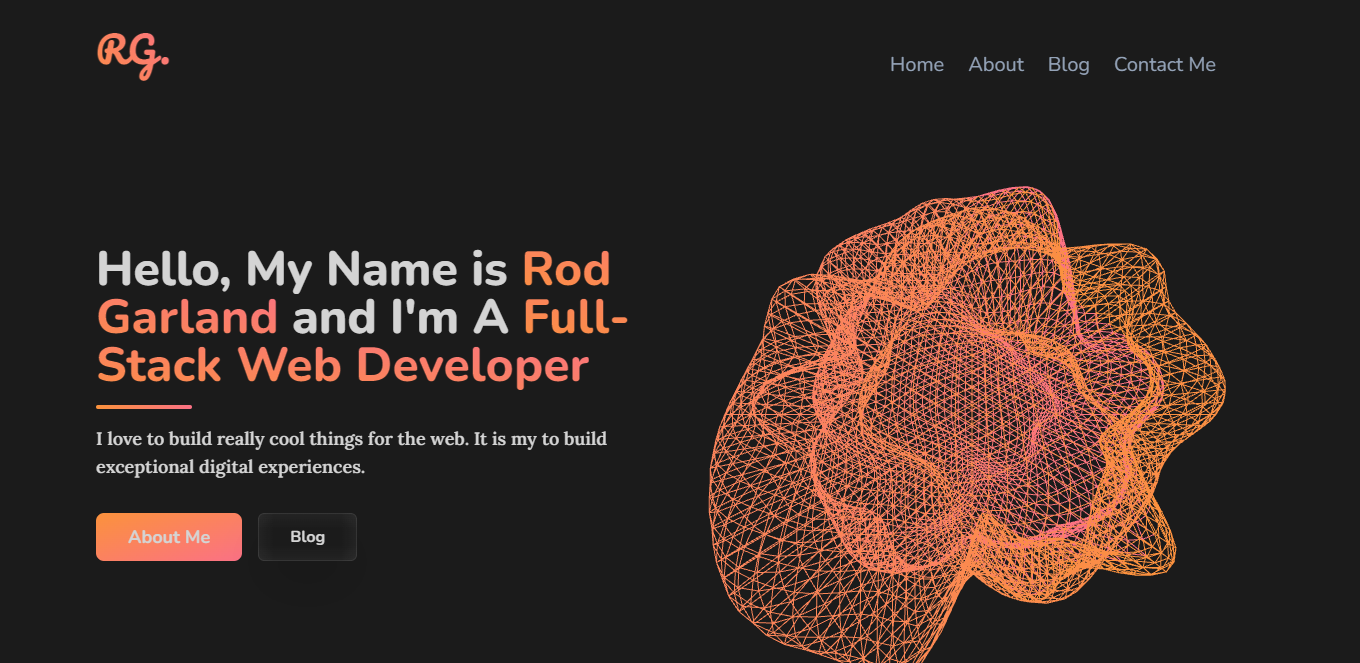 RG.
Home About Blog Contact Me
Hello, My Name is Rod
Garland and I'm A Full-
Stack Web Developer
I love to build really cool things for the web. It is my to build
exceptional digital experiences.
About Me Blog